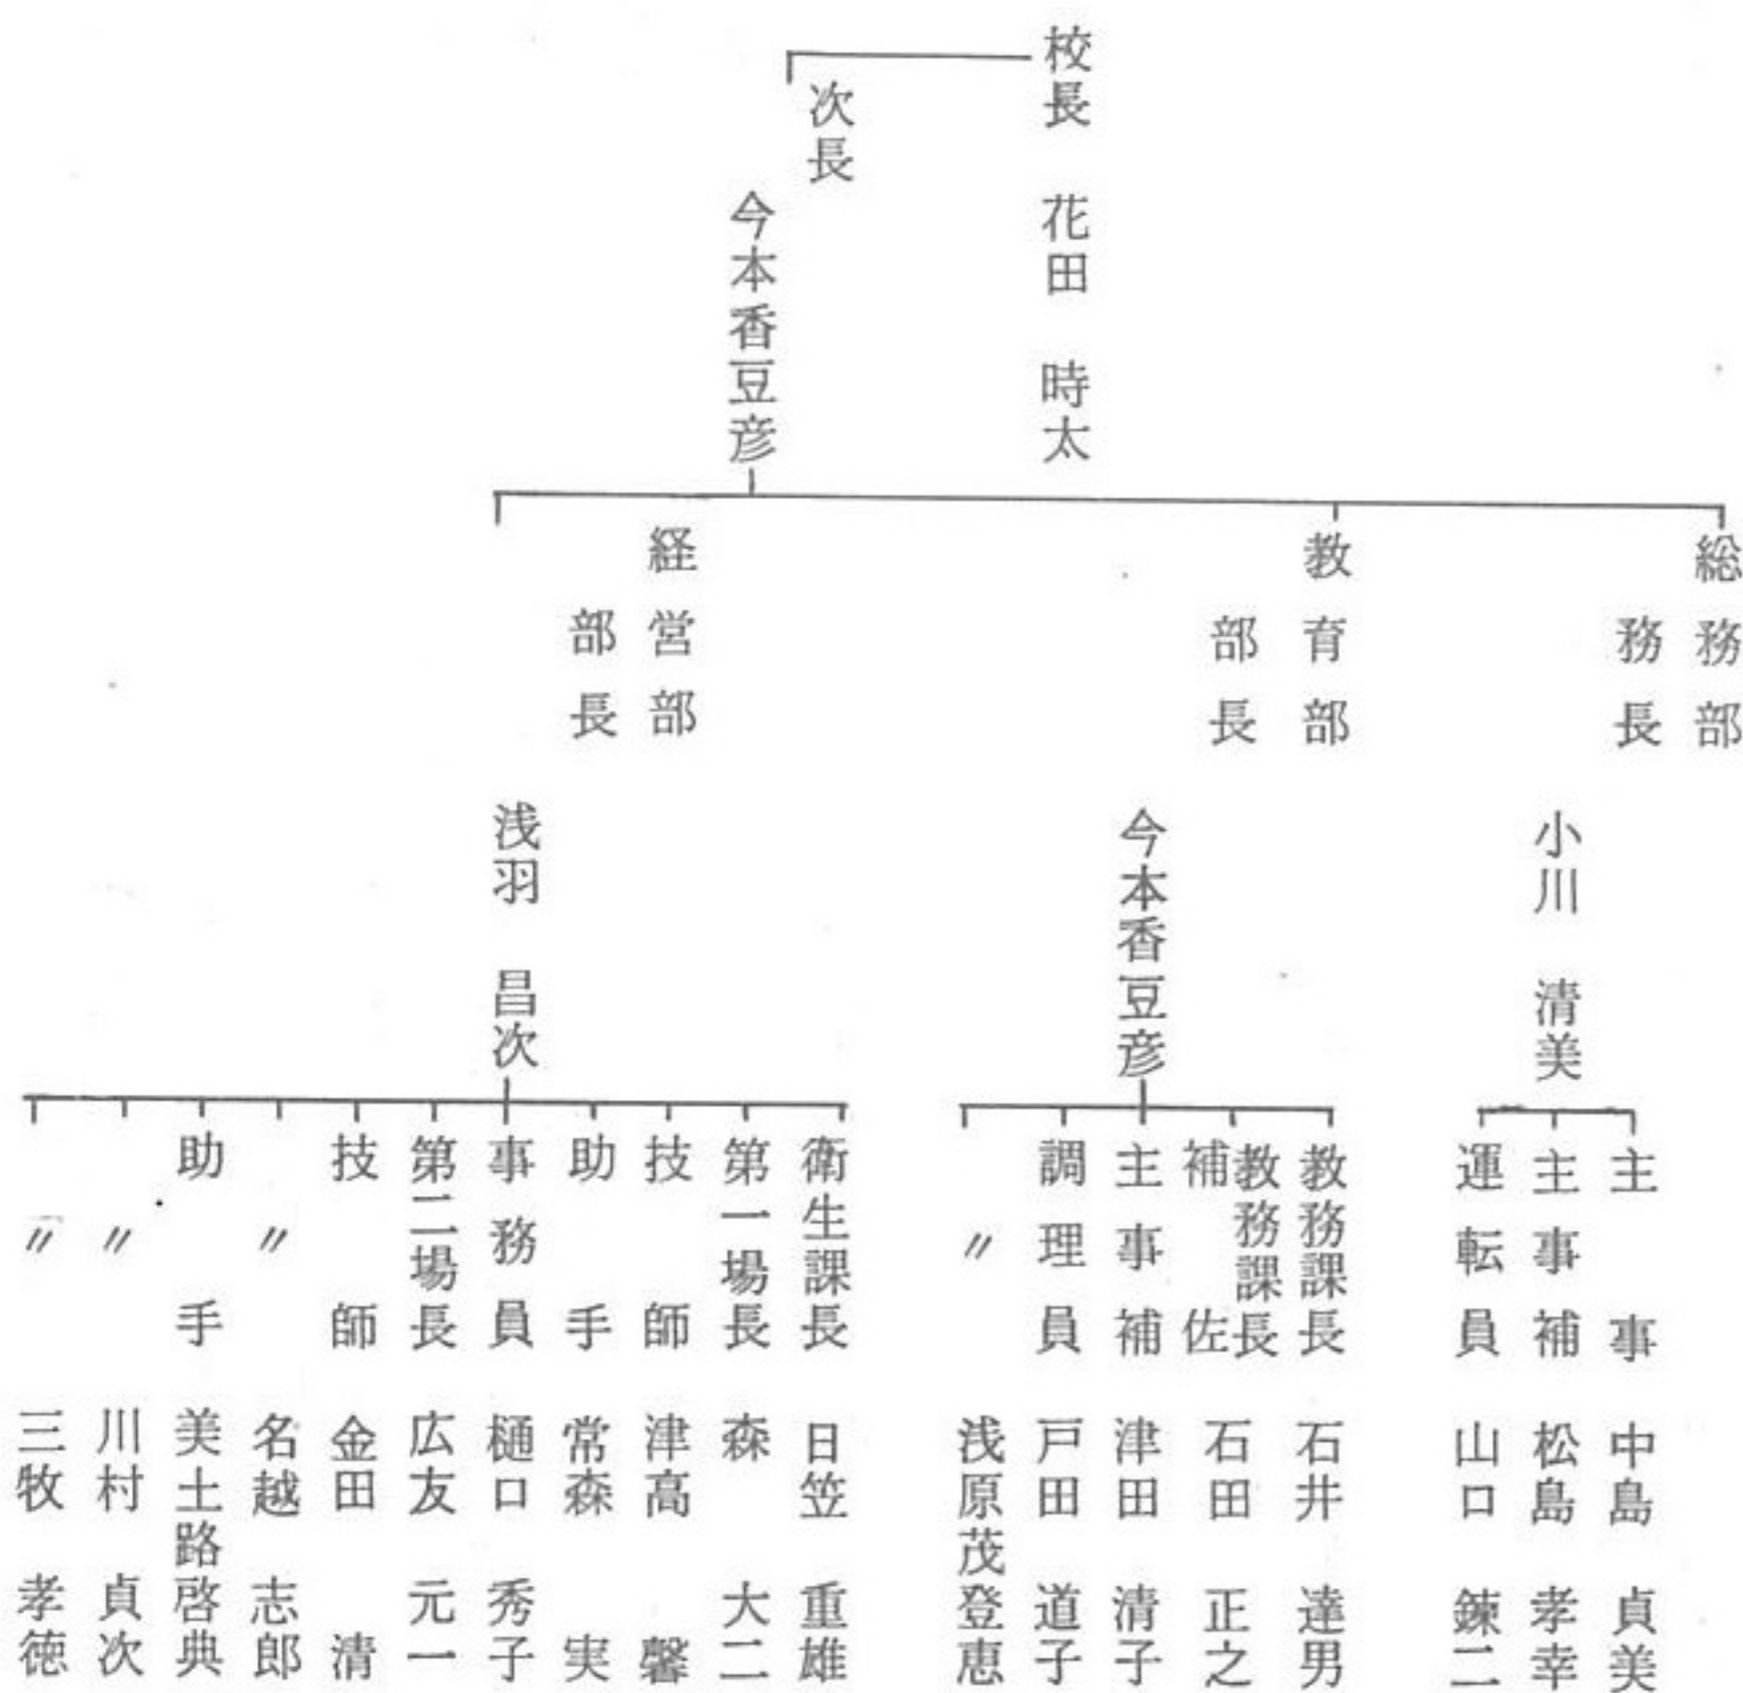 校長　花田　時太
次長
今本香豆彦
総務部
務長
小川　清美
主事　中島　貞美
主事補　松島　孝幸
運転員　山口　錬二
教育部
部長
今本香豆彦
教務課長　石井　達男
教務課長補佐　石田　正之
主事補　津田　清子
調理員　戸田　道子
〃　浅原茂登恵
経営部
部長
浅羽　昌次
衛生課長　日笠　重雄
第一場長　森　大二
技師　津高　馨
助手　常森　実
事務員　樋口　秀子
第二場長　広友　元一
技師　金田　清
〃　名越　志郎
助手　美土路啓典
〃　川村　貞次
〃　三牧　孝徳